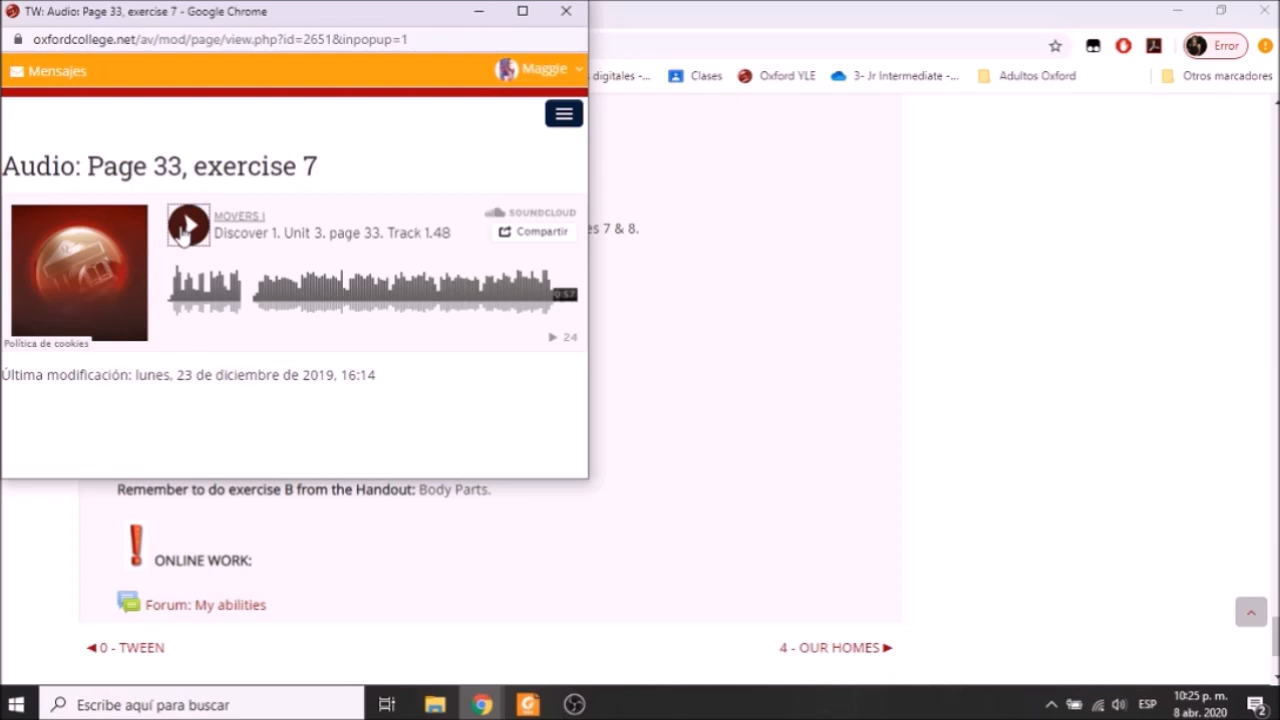 TW: Audio: Page 33, exercise 7 - Google Chrome
oxfordcollege.net/av/mod/page/view.php?id=2651&inpopup=1
Error
Mensajes
Maggie
digitales -...
Clases
Oxford YLE
3- Jr Intermediate -...
Adultos Oxford
Otros marcadores
Audio: Page 33, exercise 7
MOVERS I
Discover 1. Unit 3. page 33. Track 1.48
SOUNDCLOUD
Compartir
es 7 & 8.
0:57
24
Política de cookies
Última modificación: lunes, 23 de diciembre de 2019, 16:14
Remember to do exercise B from the Handout: Body Parts.
ONLINE WORK:
Forum: My abilities
◄ 0 - TWEEN
4 - OUR HOMES ►
Escribe aquí para buscar
ESP
10:25 p. m.
8 abr. 2020
2